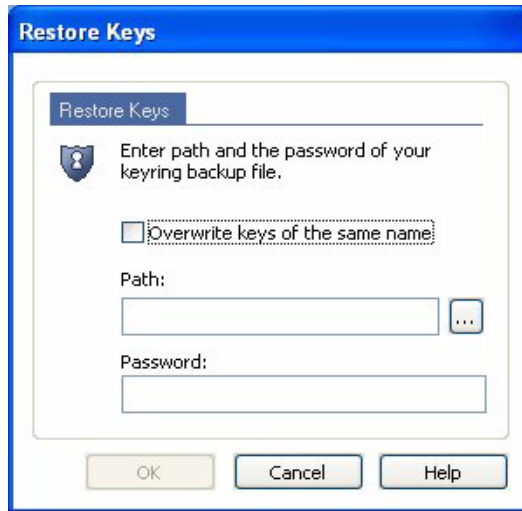 Restore Keys
Restore Keys
Enter path and the password of your
keyring backup file.
Overwrite keys of the same name
Path:
...
Password:
OK
Cancel
Help